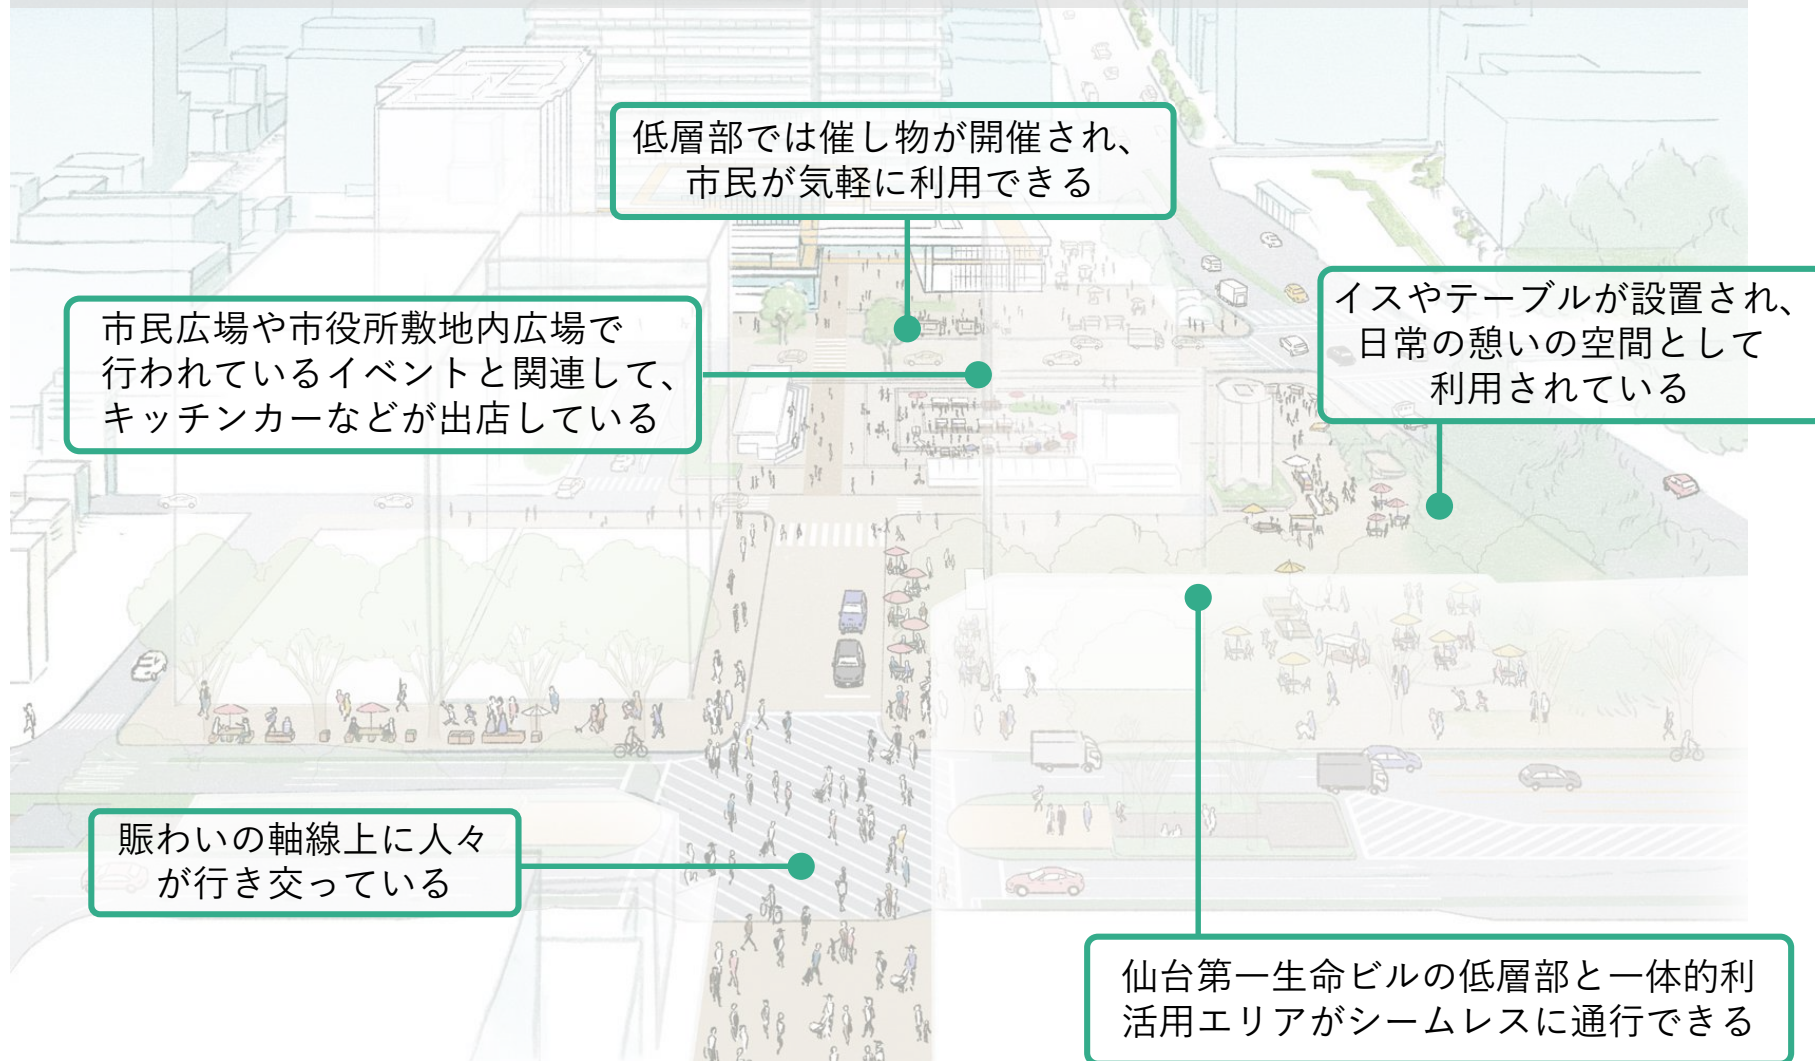 低層部では催し物が開催され、
市民が気軽に利用できる
市民広場や市役所敷地内広場で
行われているイベントと関連して、
キッチンカーなどが出店している
イスやテーブルが設置され、
日常の憩いの空間として
利用されている
賑わいの軸線上に人々
が行き交っている
仙台第一生命ビルの低層部と一体的利
活用エリアがシームレスに通行できる